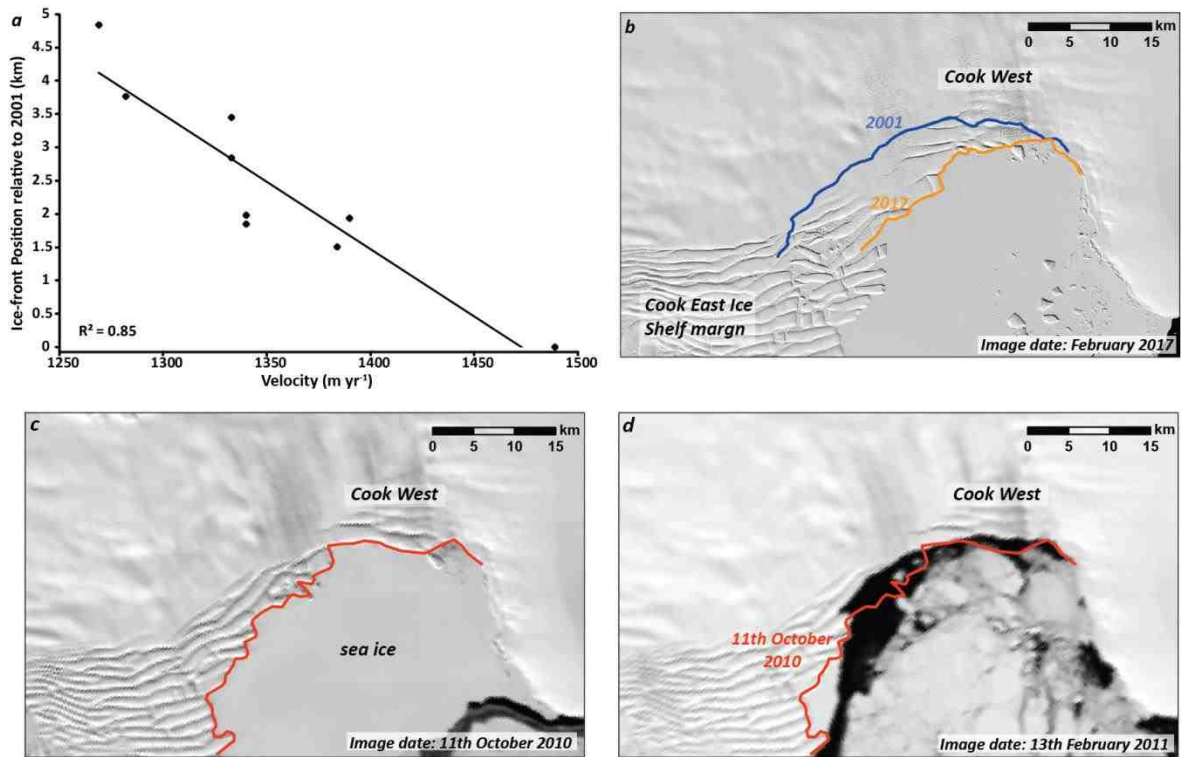 a
5
4.5
4
3.5
3
2.5
2
1.5
1
0.5
0
Ice-front Position relative to 2001 (km)
R² = 0.85
1250 1300 1350 1400 1450 1500
Velocity (m yr⁻¹)
b
km
0 5 10 15
Cook West
2001
2017
Cook East Ice
Shelf margn
Image date: February 2017
c
km
0 5 10 15
Cook West
sea ice
Image date: 11th October 2010
d
km
0 5 10 15
Cook West
11th October
2010
Image date: 13th February 2011